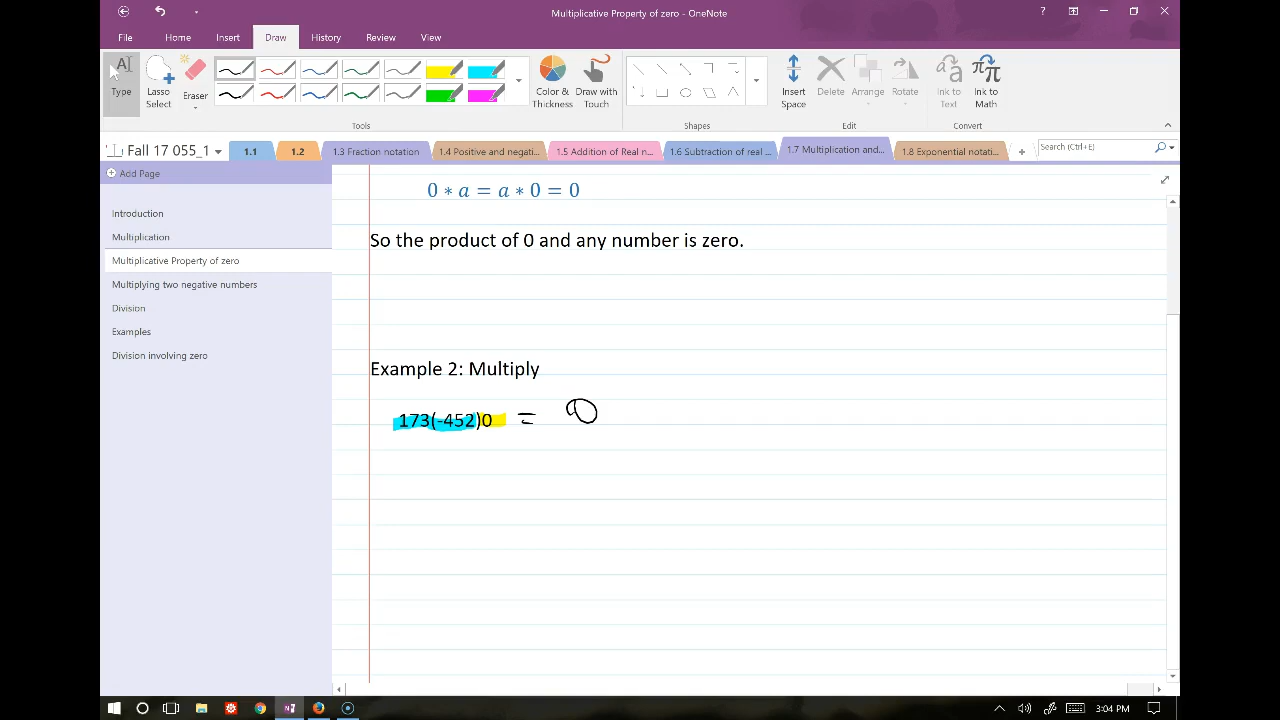 Multiplicative Property of zero - OneNote
File Home Insert Draw History Review View
Type
Lasso Select
Eraser
Color & Thickness
Draw with Touch
Insert Space
Delete
Arrange
Rotate
Ink to Text
Ink to Math
Tools
Shapes
Edit
Convert
Fall 17 055_1
1.1
1.2
1.3 Fraction notation
1.4 Positive and negati...
1.5 Addition of Real n...
1.6 Subtraction of real ...
1.7 Multiplication and...
1.8 Exponential notati...
Search (Ctrl+E)
Add Page
Introduction
Multiplication
Multiplicative Property of zero
Multiplying two negative numbers
Division
Examples
Division involving zero
0 ∗ a = a ∗ 0 = 0
So the product of 0 and any number is zero.
Example 2: Multiply
173(-452)0 = 0
3:04 PM